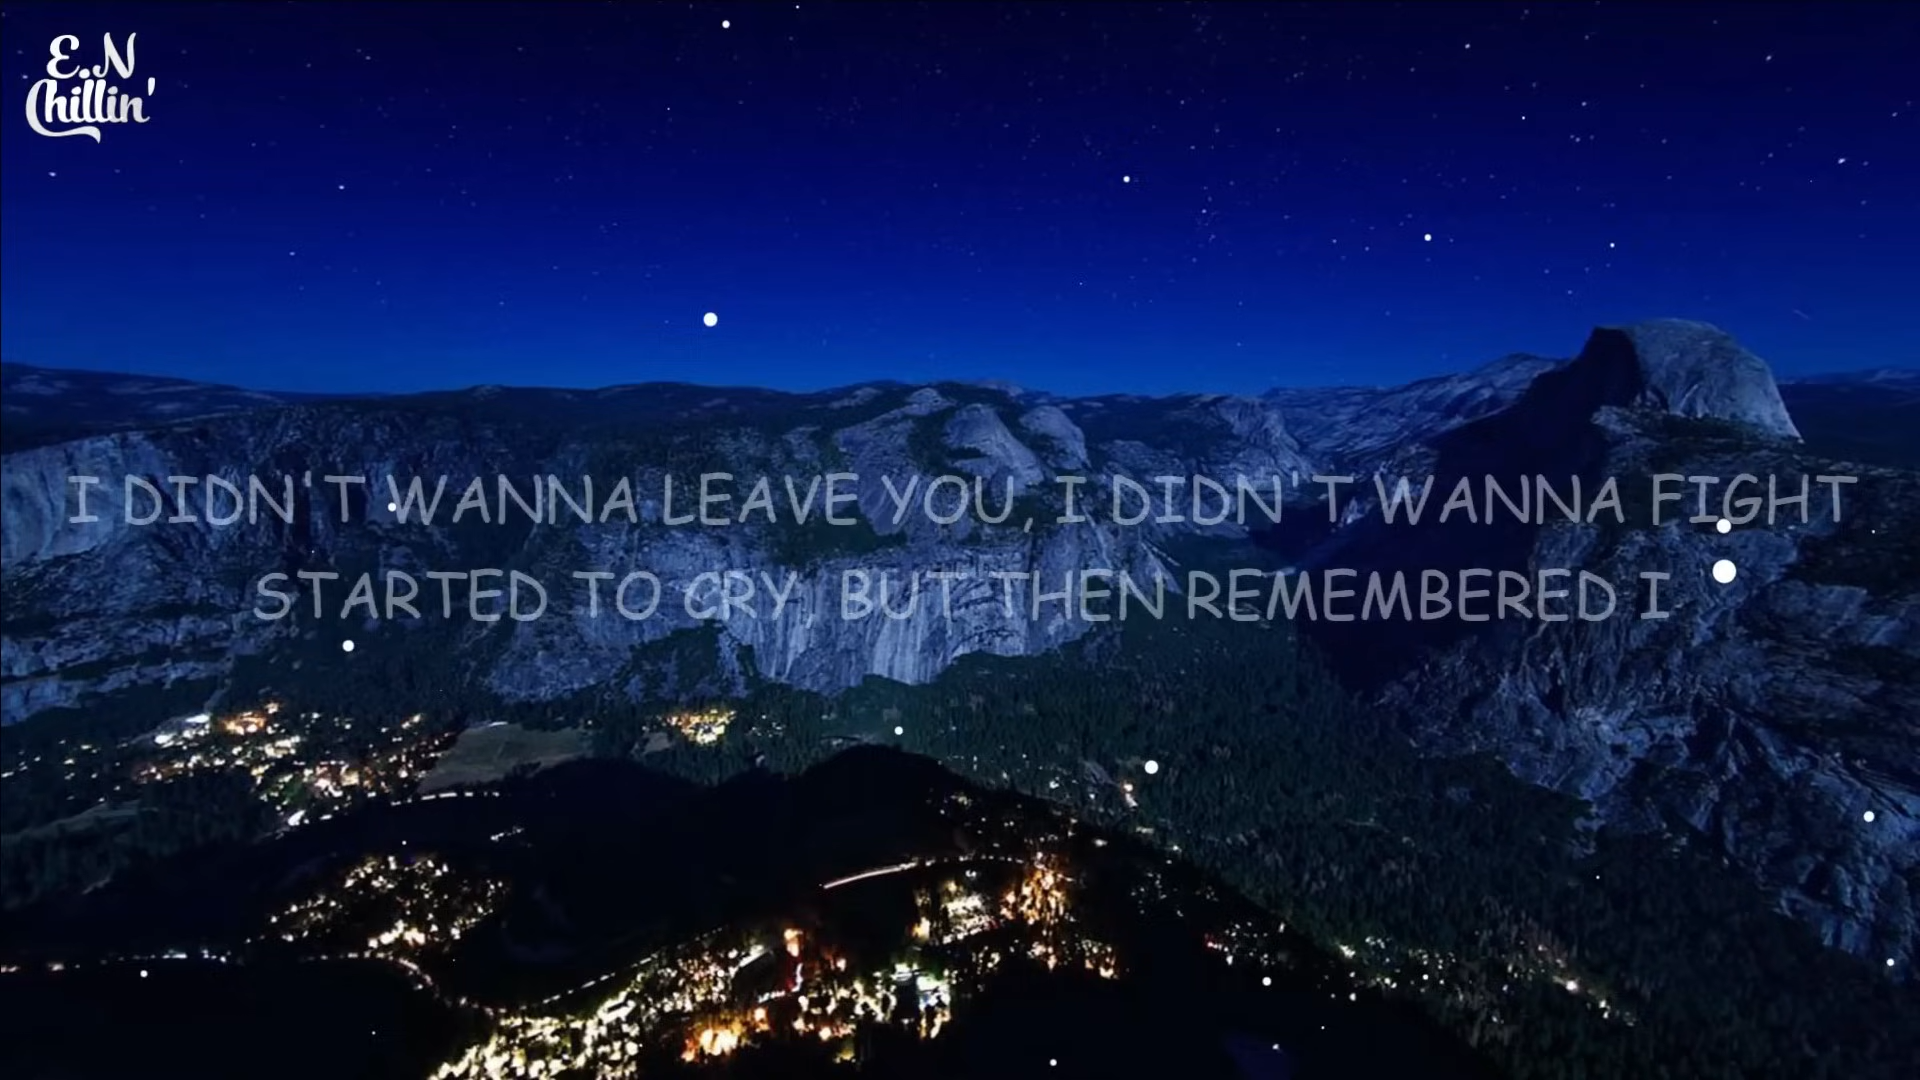 E.N
Chillin'
I DIDN'T WANNA LEAVE YOU, I DIDN'T WANNA FIGHT
STARTED TO CRY, BUT THEN REMEMBERED I